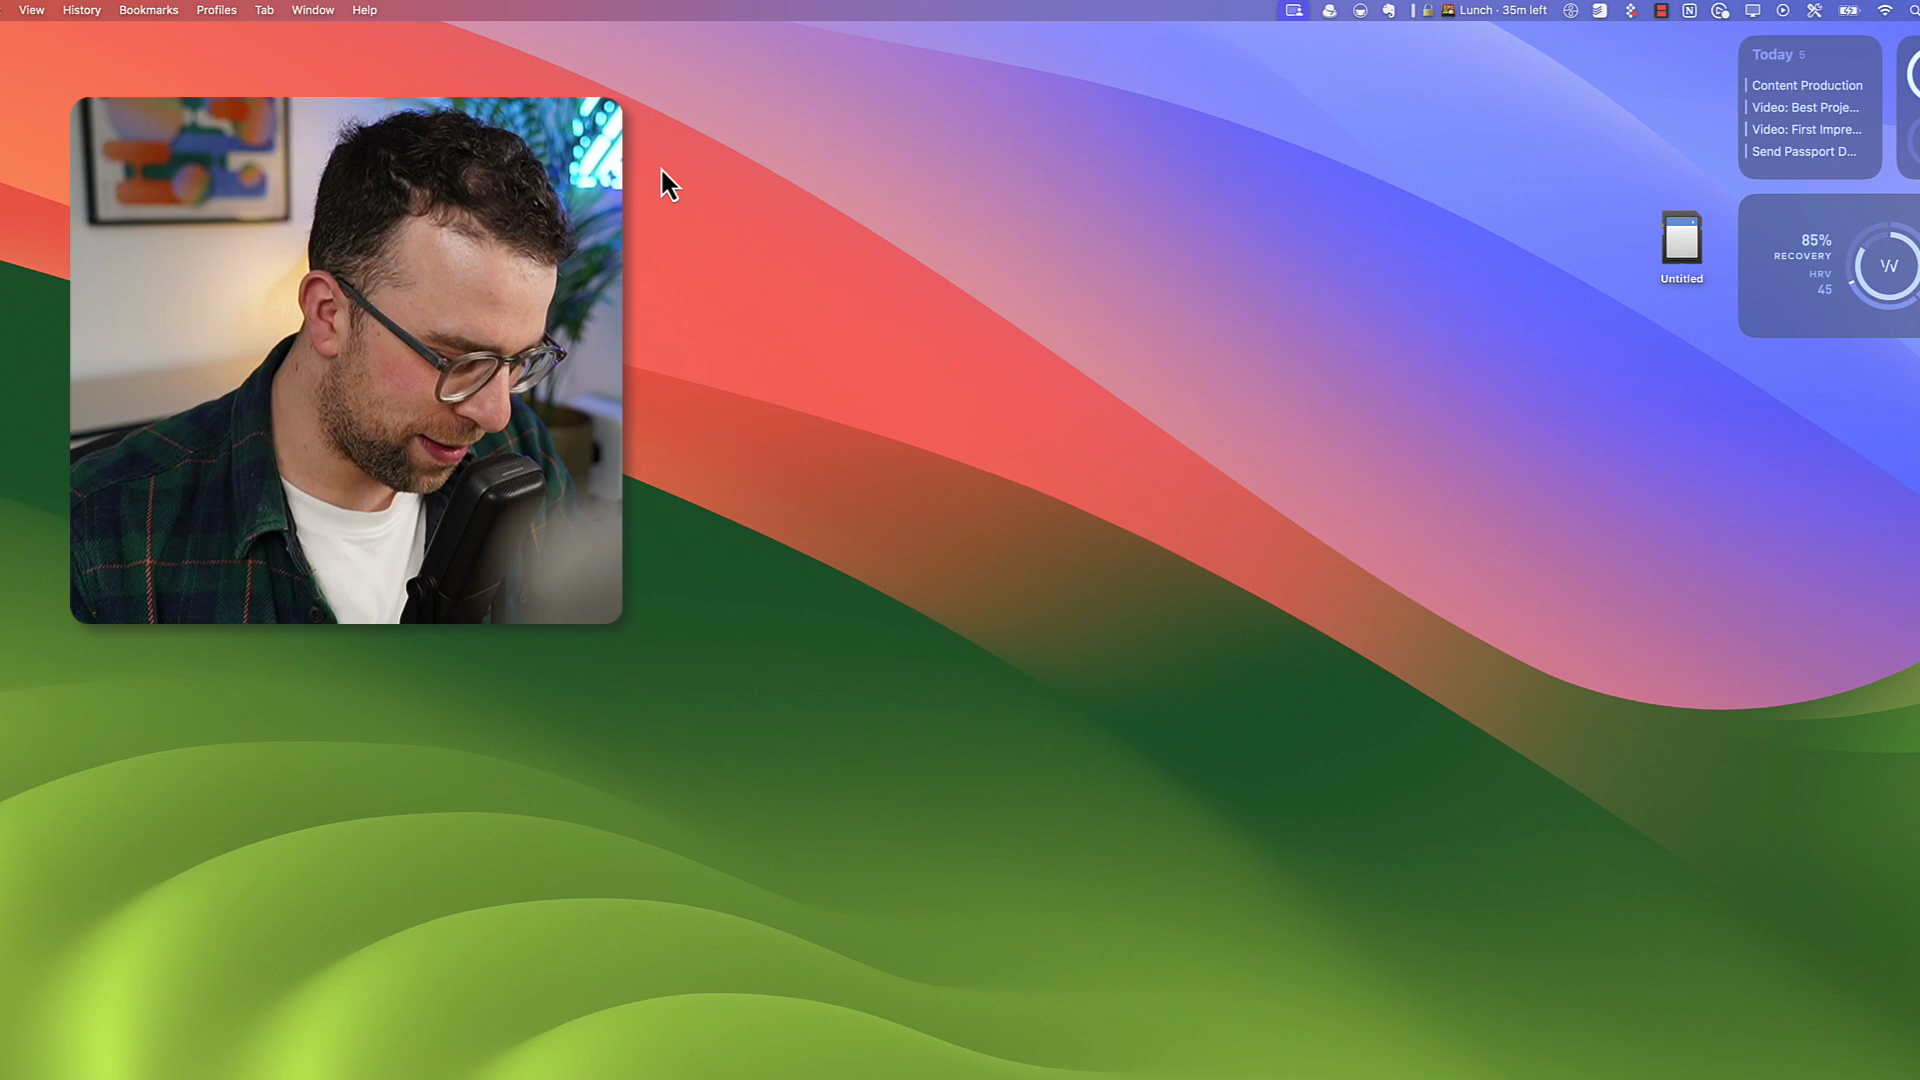 View History Bookmarks Profiles Tab Window Help
Lunch · 35m left
Today 5
Content Production
Video: Best Proje...
Video: First Impre...
Send Passport D...
Untitled
85%
RECOVERY
HRV
45